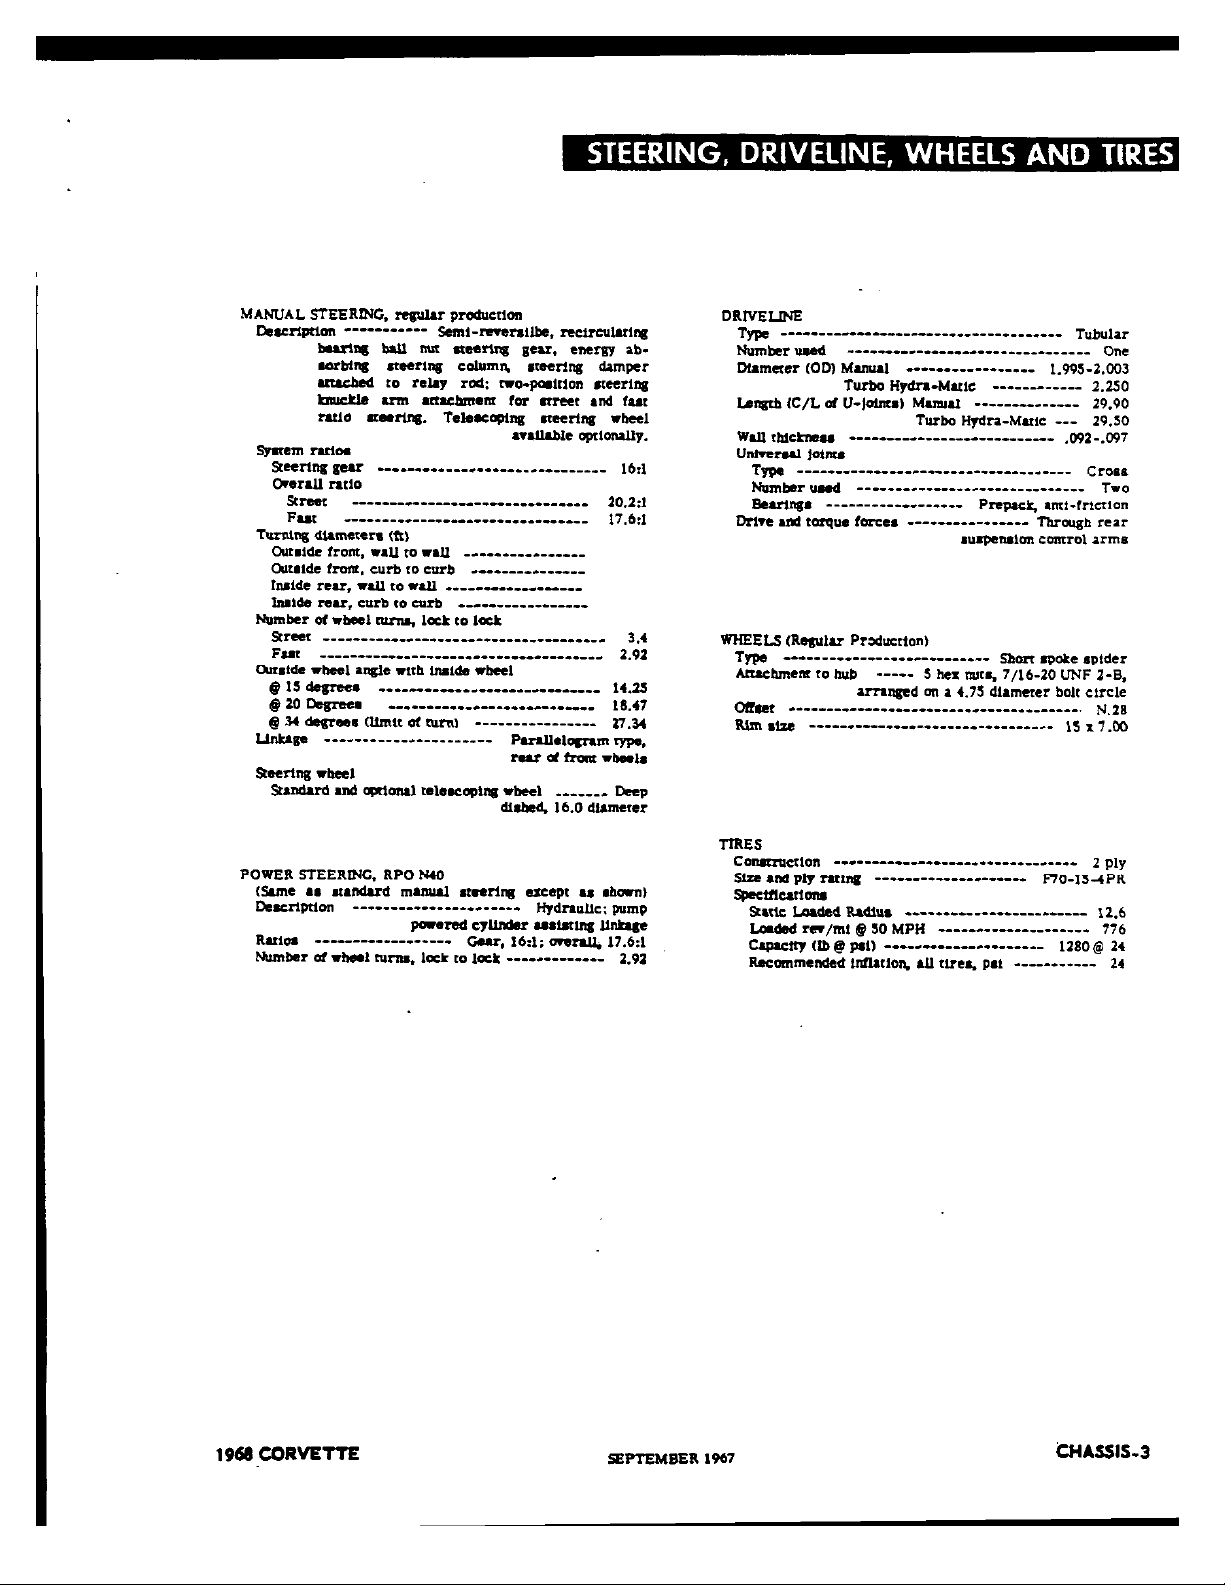 STEERING, DRIVELINE, WHEELS AND TIRES
MANUAL STEERING, regular production
Description ----------- Semi-reversilbe, recirculating
bearing ball nut steering gear, energy ab-
sorbing steering column, steering damper
attached to relay rod; two-position steering
knuckle arm attachment for street and fast
ratio steering. Telescoping steering wheel
available optionally.
System ratios
Steering gear ------------------------------ 16:1
Overall ratio
Street ------------------------------- 20.2:1
Fast -------------------------------- 17.6:1
Turning diameters (ft)
Outside front, wall to wall ----------------
Outside front, curb to curb ---------------
Inside rear, wall to wall ------------------
Inside rear, curb to curb -----------------
Number of wheel turns, lock to lock
Street ------------------------------------- 3.4
Fast ------------------------------------- 2.92
Outside wheel angle with inside wheel
@ 15 degrees ----------------------------- 14.25
@ 20 Degrees --------------------------- 18.47
@ 34 degrees (limit of turn) ---------------- 27.34
Linkage ---------------------- Parallelogram type,
rear of front wheels
Steering wheel
Standard and optional telescoping wheel ------- Deep
dished, 16.0 diameter
POWER STEERING, RPO N40
(Same as standard manual steering except as shown)
Description ---------------------- Hydraulic; pump
powered cylinder assisting linkage
Ratios ------------------ Gear, 16:1; overall, 17.6:1
Number of wheel turns, lock to lock ------------- 2.92
DRIVELINE
Type ------------------------------------- Tubular
Number used -------------------------------- One
Diameter (OD) Manual ----------------- 1.995-2.003
Turbo Hydra-Matic ------------ 2.250
Length (C/L of U-joints) Manual -------------- 29.90
Turbo Hydra-Matic --- 29.50
Wall thickness --------------------------- .092-.097
Universal joints
Type ------------------------------------ Cross
Number used ------------------------------ Two
Bearings ------------------ Prepack, anti-friction
Drive and torque forces ---------------- Through rear
suspension control arms
WHEELS (Regular Production)
Type --------------------------- Short spoke spider
Attachment to hub ----- 5 hex nuts, 7/16-20 UNF 2-B,
arranged on a 4.75 diameter bolt circle
Offset -------------------------------------- N.28
Rim size -------------------------------- 15 x 7.00
TIRES
Construction -------------------------------- 2 ply
Size and ply rating -------------------- F70-15-4PR
Specifications
Static Loaded Radius ------------------------ 12.6
Loaded rev/mi @ 50 MPH -------------------- 776
Capacity (lb @ psi) --------------------- 1280 @ 24
Recommended inflation, all tires, psi ----------- 24
1968 CORVETTE
SEPTEMBER 1967
CHASSIS-3